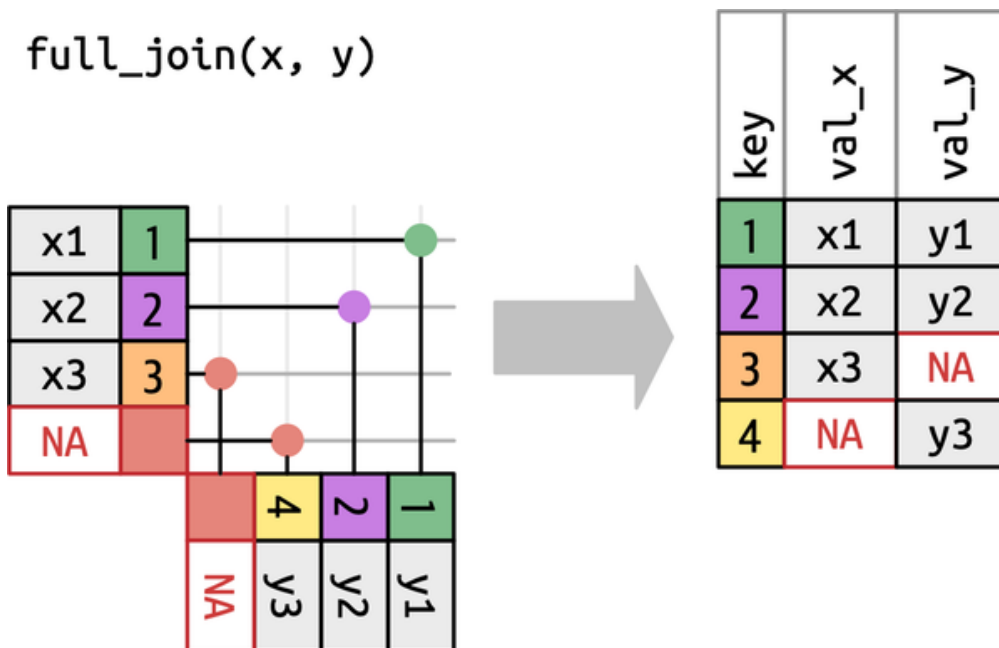 full_join(x, y)
x1 1
x2 2
x3 3
NA
4 2 1
NA y3 y2 y1
key val_x val_y
1 x1 y1
2 x2 y2
3 x3 NA
4 NA y3